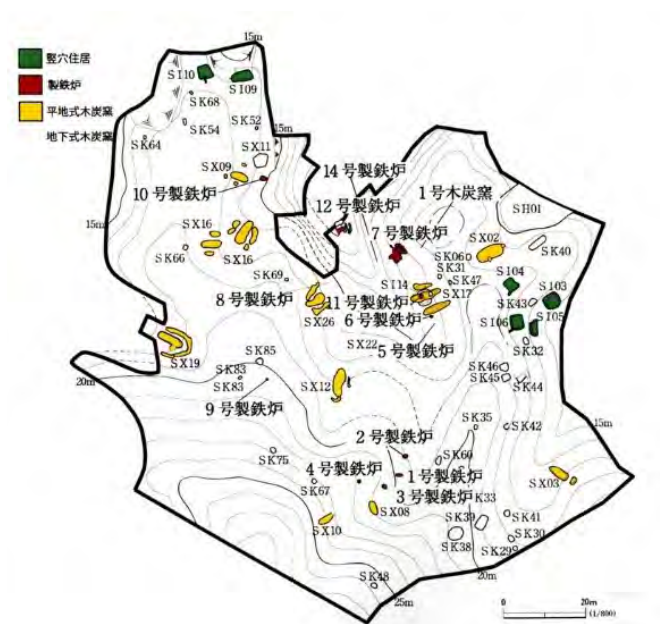 竪穴住居
製鉄炉
平地式木炭窯
地下式木炭窯
15m
SI10
SI09
SK68
SK54
SK52
15m
SK64
SX11
SX09
10号製鉄炉
14号製鉄炉
12号製鉄炉
1号木炭窯
7号製鉄炉
SH01
15m
SX16
SX02
SK40
SK66
SX16
SK06
SK31
SK47
SI04
SK69
SI14
SX17
SI03
SK43
8号製鉄炉
11号製鉄炉
SX26
6号製鉄炉
SI06
SI05
SX22
5号製鉄炉
SK32
SX19
20m
SK85
SK83
SK83
SX12
SK46
SK45
SK44
9号製鉄炉
SK35
SK42
15m
2号製鉄炉
SK75
SK60
4号製鉄炉
1号製鉄炉
SX03
SK67
3号製鉄炉
K33
SX08
SK39
SK41
SX10
SK38
SK30
SK29
SK48
20m
25m
0
20m
(1/800)